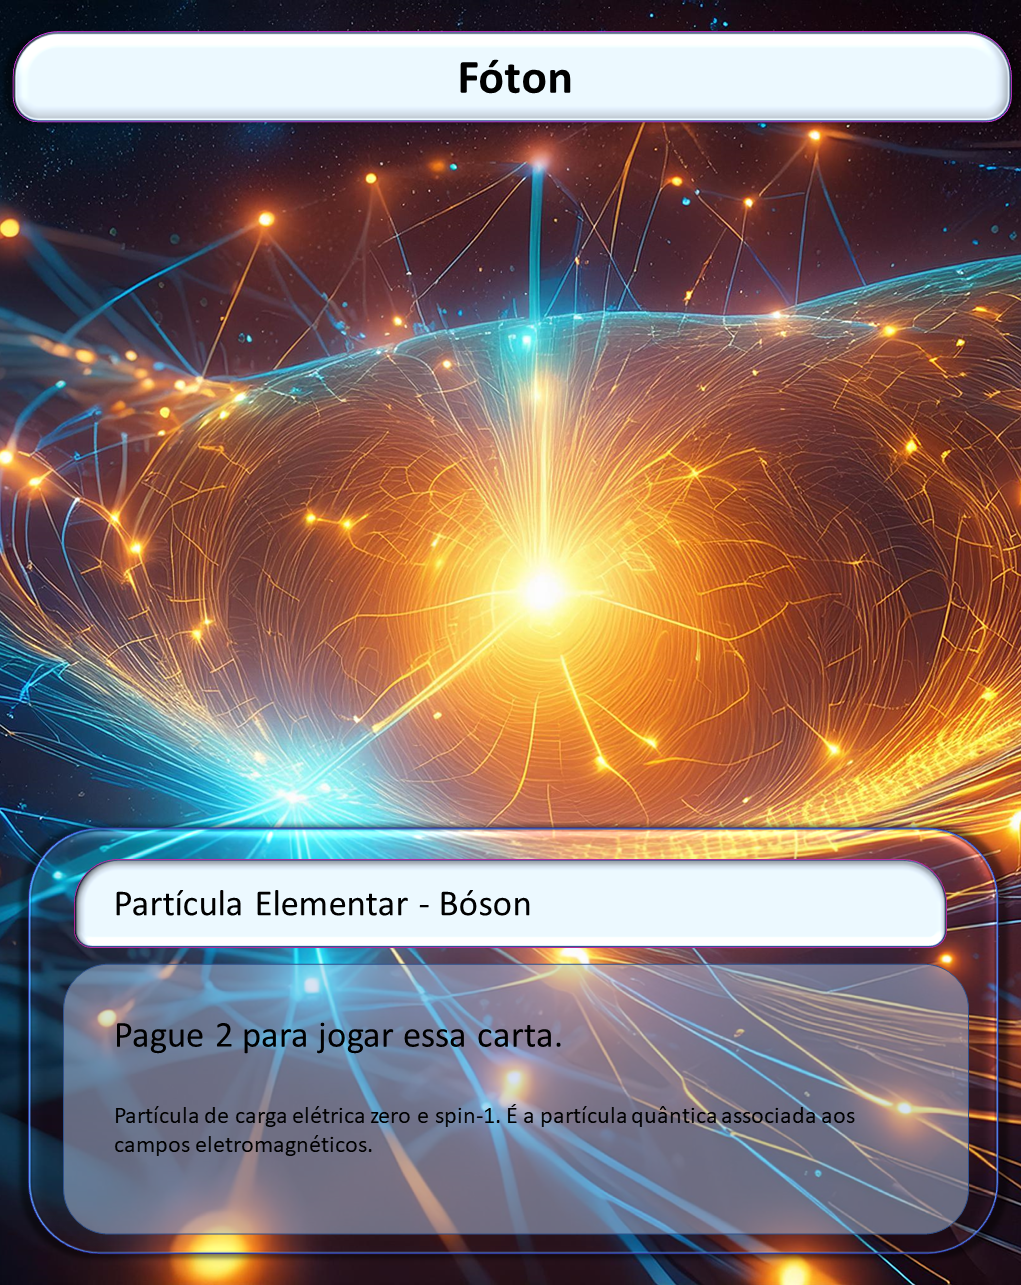 Fóton
Partícula Elementar - Bóson
Pague 2 para jogar essa carta.
Partícula de carga elétrica zero e spin-1. É a partícula quântica associada aos
campos eletromagnéticos.